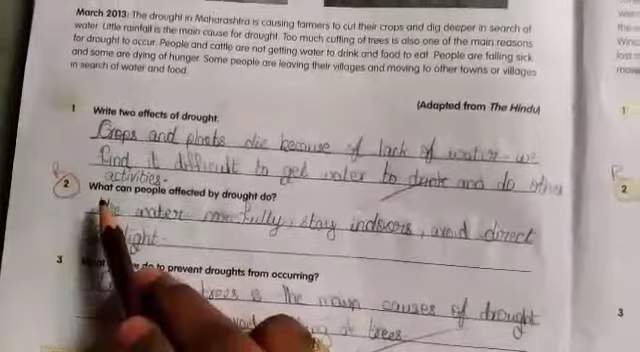 March 2013: The drought in Maharashtra is causing farmers to cut their crops and dig deeper in search of
water. Little rainfall is the main cause for drought. Too much cutting of trees is also one of the main reasons
for drought to occur. People and cattle are not getting water to drink and food to eat. People are falling sick
and some are dying of hunger. Some people are leaving their villages and moving to other towns or villages
in search of water and food.
(Adapted from The Hindu)
1 Write two effects of drought.
Crops and plants die because of lack of water. we
find it difficult to get water to drink and do other
activities.
2 What can people affected by drought do?
water carefully, stay indoors, avoid direct
light.
3 do to prevent droughts from occurring?
trees is the main causes of drought
of trees.
1
2
3